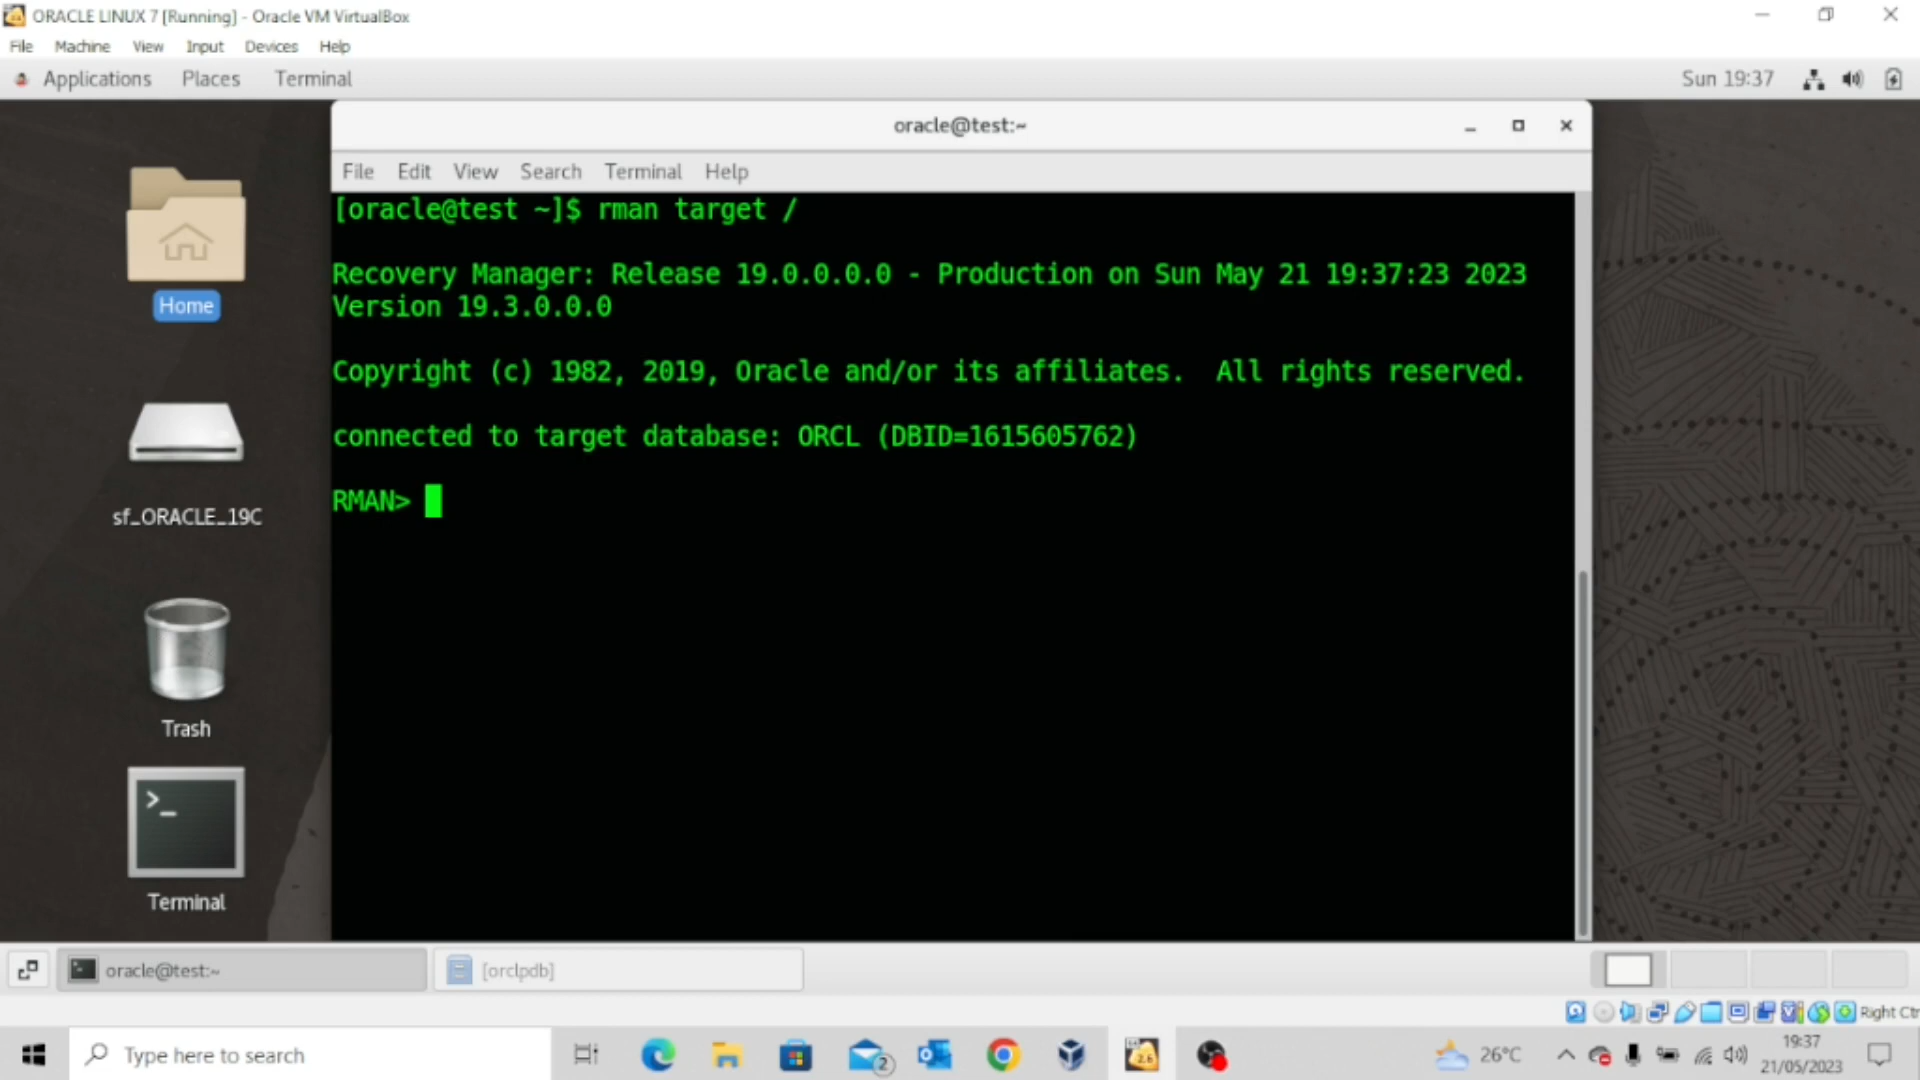 ORACLE LINUX 7 [Running] - Oracle VM VirtualBox
File Machine View Input Devices Help
Applications Places Terminal
Sun 19:37
oracle@test:~
File Edit View Search Terminal Help
[oracle@test ~]$ rman target /
Recovery Manager: Release 19.0.0.0.0 - Production on Sun May 21 19:37:23 2023
Version 19.3.0.0.0
Copyright (c) 1982, 2019, Oracle and/or its affiliates.  All rights reserved.
connected to target database: ORCL (DBID=1615605762)
RMAN>
Home
sf_ORACLE_19C
Trash
Terminal
oracle@test:~
[orclpdb]
Right Ctr
Type here to search
2
2.6
26°C
19:37
21/05/2023